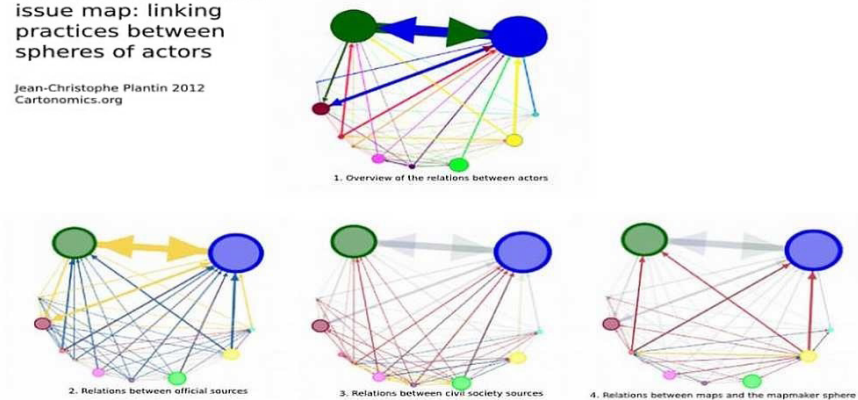 issue map: linking
practices between
spheres of actors
Jean-Christophe Plantin 2012
Cartonomics.org
1. Overview of the relations between actors
2. Relations between official sources
3. Relations between civil society sources
4. Relations between maps and the mapmaker sphere